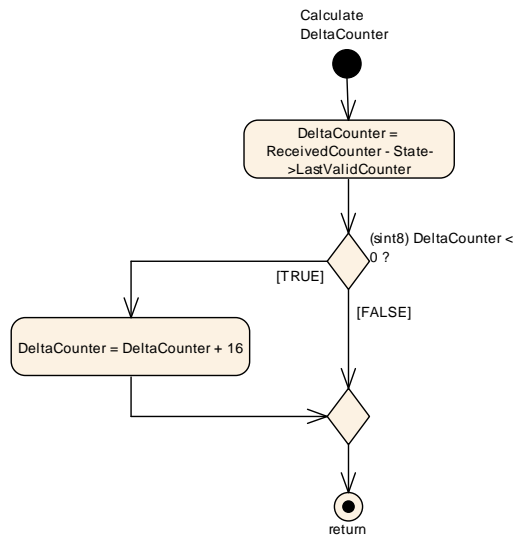 Calculate
DeltaCounter
DeltaCounter =
ReceivedCounter - State-
>LastValidCounter
(sint8) DeltaCounter <
0 ?
[TRUE]
[FALSE]
DeltaCounter = DeltaCounter + 16
return